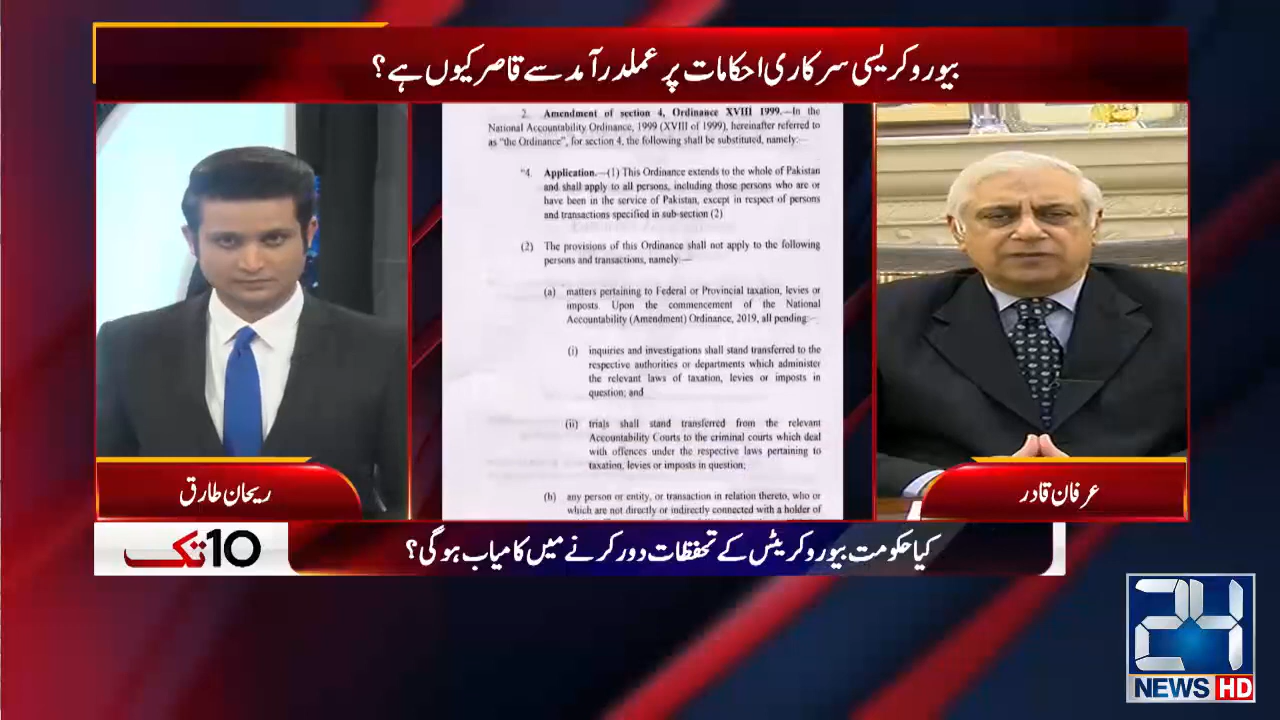 بیوروکریسی سرکاری احکامات پر عملدرآمد سے قاصر کیوں ہے؟
2. Amendment of section 4, Ordinance XVIII 1999.—In the
National Accountability Ordinance, 1999 (XVIII of 1999), hereinafter referred to
as "the Ordinance", for section 4, the following shall be substituted, namely:—
"4. Application.—(1) This Ordinance extends to the whole of Pakistan
and shall apply to all persons, including those persons who are or
have been in the service of Pakistan, except in respect of persons
and transactions specified in sub-section (2)
(2) The provisions of this Ordinance shall not apply to the following
persons and transactions, namely:—
(a) matters pertaining to Federal or Provincial taxation, levies or
imposts. Upon the commencement of the National
Accountability (Amendment) Ordinance, 2019, all pending:—
(i) inquiries and investigations shall stand transferred to the
respective authorities or departments which administer
the relevant laws of taxation, levies or imposts in
question; and
(ii) trials shall stand transferred from the relevant
Accountability Courts to the criminal courts which deal
with offences under the respective laws pertaining to
taxation, levies or imposts in question;
(b) any person or entity, or transaction in relation thereto, who or
which are not directly or indirectly connected with a holder of
ریحان طارق
عرفان قادر
10 تک
کیا حکومت بیوروکریٹس کے تحفظات دور کرنے میں کامیاب ہوگی؟
24
NEWS HD